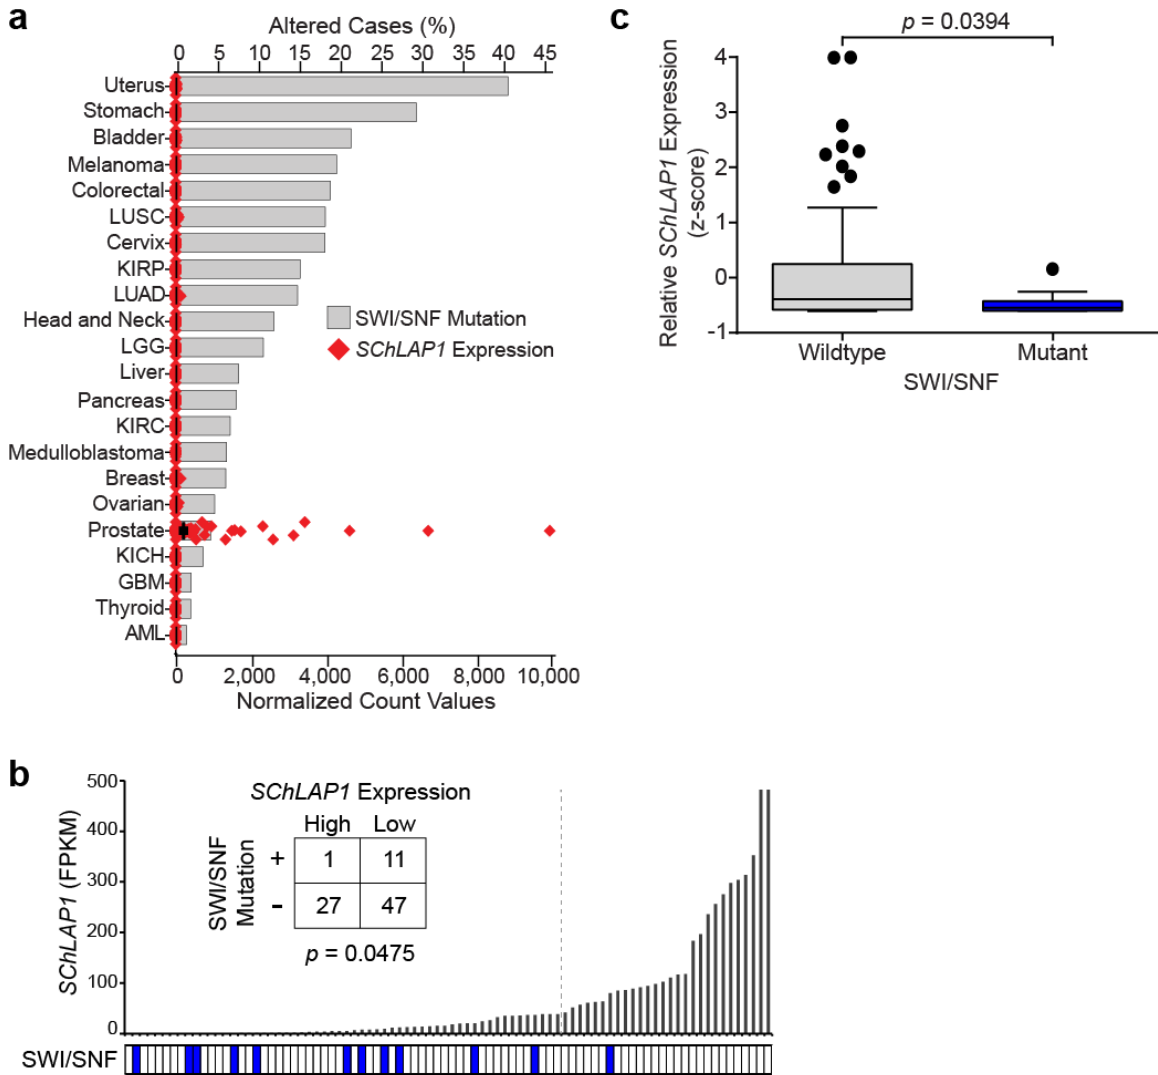 a
Altered Cases (%)
0 5 10 15 20 25 30 35 40 45
Uterus
Stomach
Bladder
Melanoma
Colorectal
LUSC
Cervix
KIRP
LUAD
Head and Neck
LGG
Liver
Pancreas
KIRC
Medulloblastoma
Breast
Ovarian
Prostate
KICH
GBM
Thyroid
AML
SWI/SNF Mutation
SChLAP1 Expression
0 2,000 4,000 6,000 8,000 10,000
Normalized Count Values
c
p = 0.0394
Relative SChLAP1 Expression
(z-score)
4
3
2
1
0
-1
Wildtype Mutant
SWI/SNF
b
SChLAP1 (FPKM)
500
400
300
200
100
0
SChLAP1 Expression
High Low
SWI/SNF
Mutation
+ 1 11
- 27 47
p = 0.0475
SWI/SNF